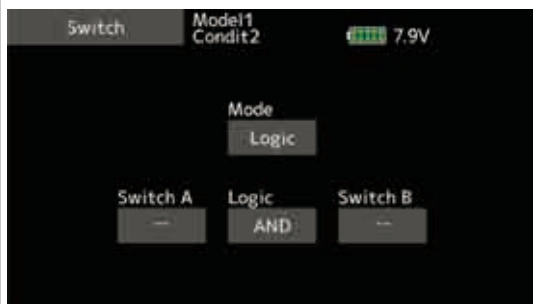 Switch
Model1
Condit2
7.9V
Mode
Logic
Switch A Logic Switch B
-- AND --